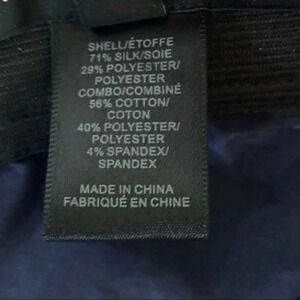 SHELL/ÉTOFFE
71% SILK/SOIE
29% POLYESTER/
POLYESTER
COMBO/COMBINÉ
56% COTTON/
COTON
40% POLYESTER/
POLYESTER
4% SPANDEX/
SPANDEX
MADE IN CHINA
FABRIQUÉ EN CHINE